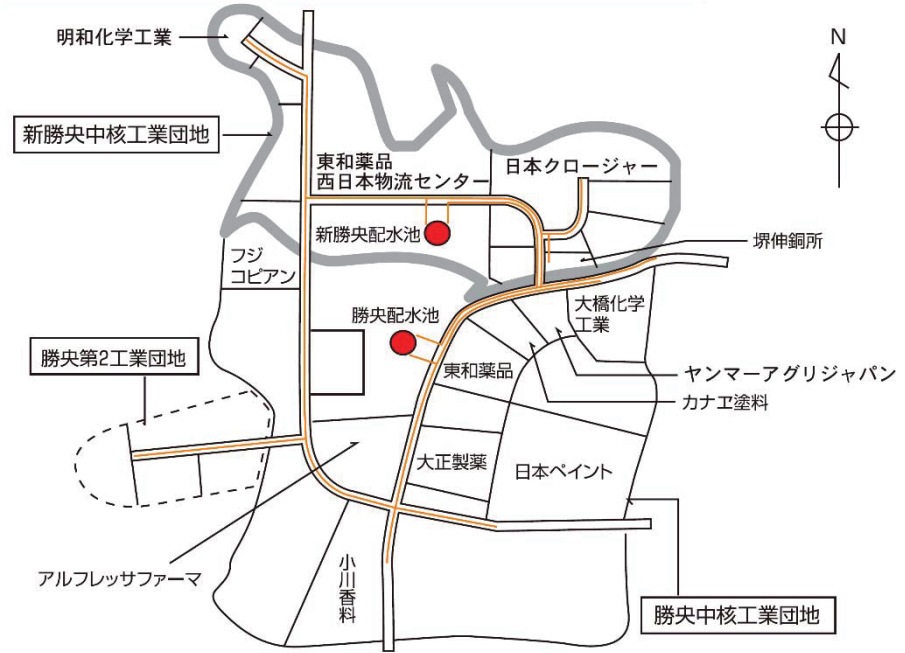 明和化学工業
N
新勝央中核工業団地
東和薬品
西日本物流センター
日本クロージャー
新勝央配水池
堺伸銅所
フジ
コピアン
勝央配水池
大橋化学
工業
勝央第2工業団地
東和薬品
ヤンマーアグリジャパン
カナヱ塗料
大正製薬
日本ペイント
アルフレッサファーマ
小川香料
勝央中核工業団地